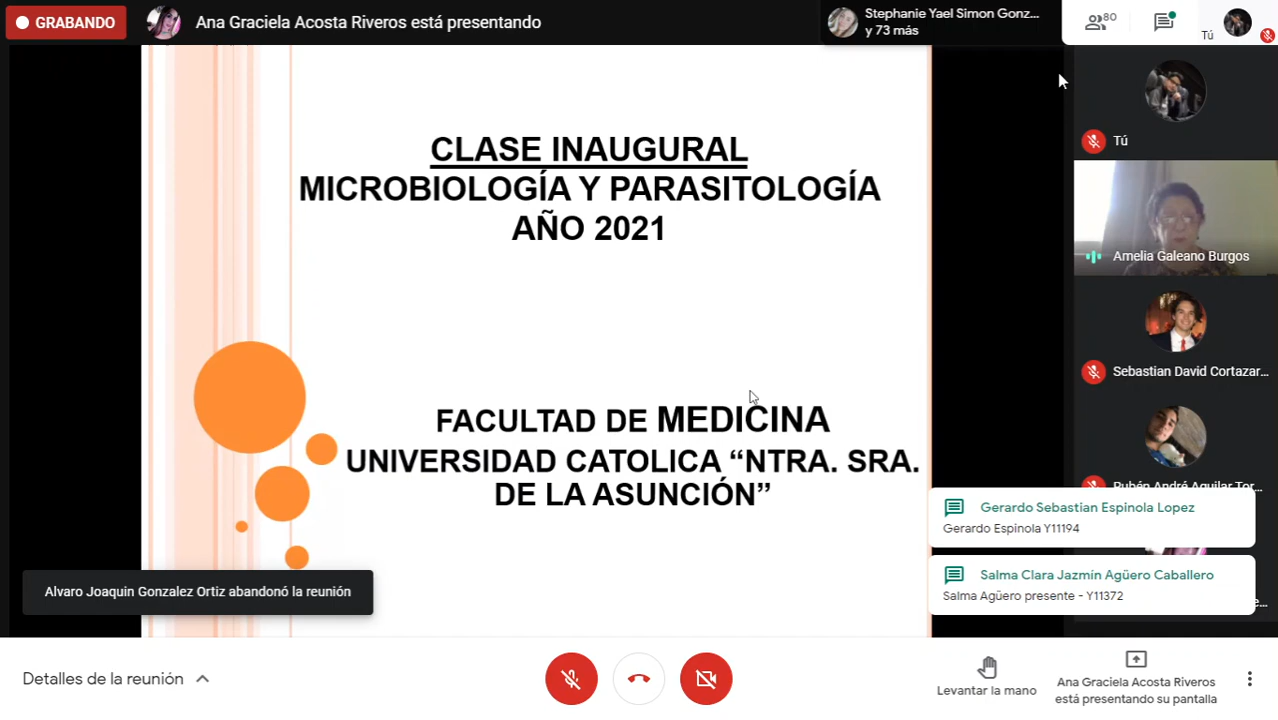 GRABANDO
Ana Graciela Acosta Riveros está presentando
Stephanie Yael Simon Gonz...
y 73 más
80
Tú
CLASE INAUGURAL
MICROBIOLOGÍA Y PARASITOLOGÍA
AÑO 2021
FACULTAD DE MEDICINA
UNIVERSIDAD CATOLICA “NTRA. SRA.
DE LA ASUNCIÓN”
Tú
Amelia Galeano Burgos
Sebastian David Cortazar...
Rubén André Aguilar Tor...
Gerardo Sebastian Espinola Lopez
Gerardo Espinola Y11194
Salma Clara Jazmín Agüero Caballero
Salma Agüero presente - Y11372
Alvaro Joaquin Gonzalez Ortiz abandonó la reunión
Detalles de la reunión
Levantar la mano
Ana Graciela Acosta Riveros
está presentando su pantalla